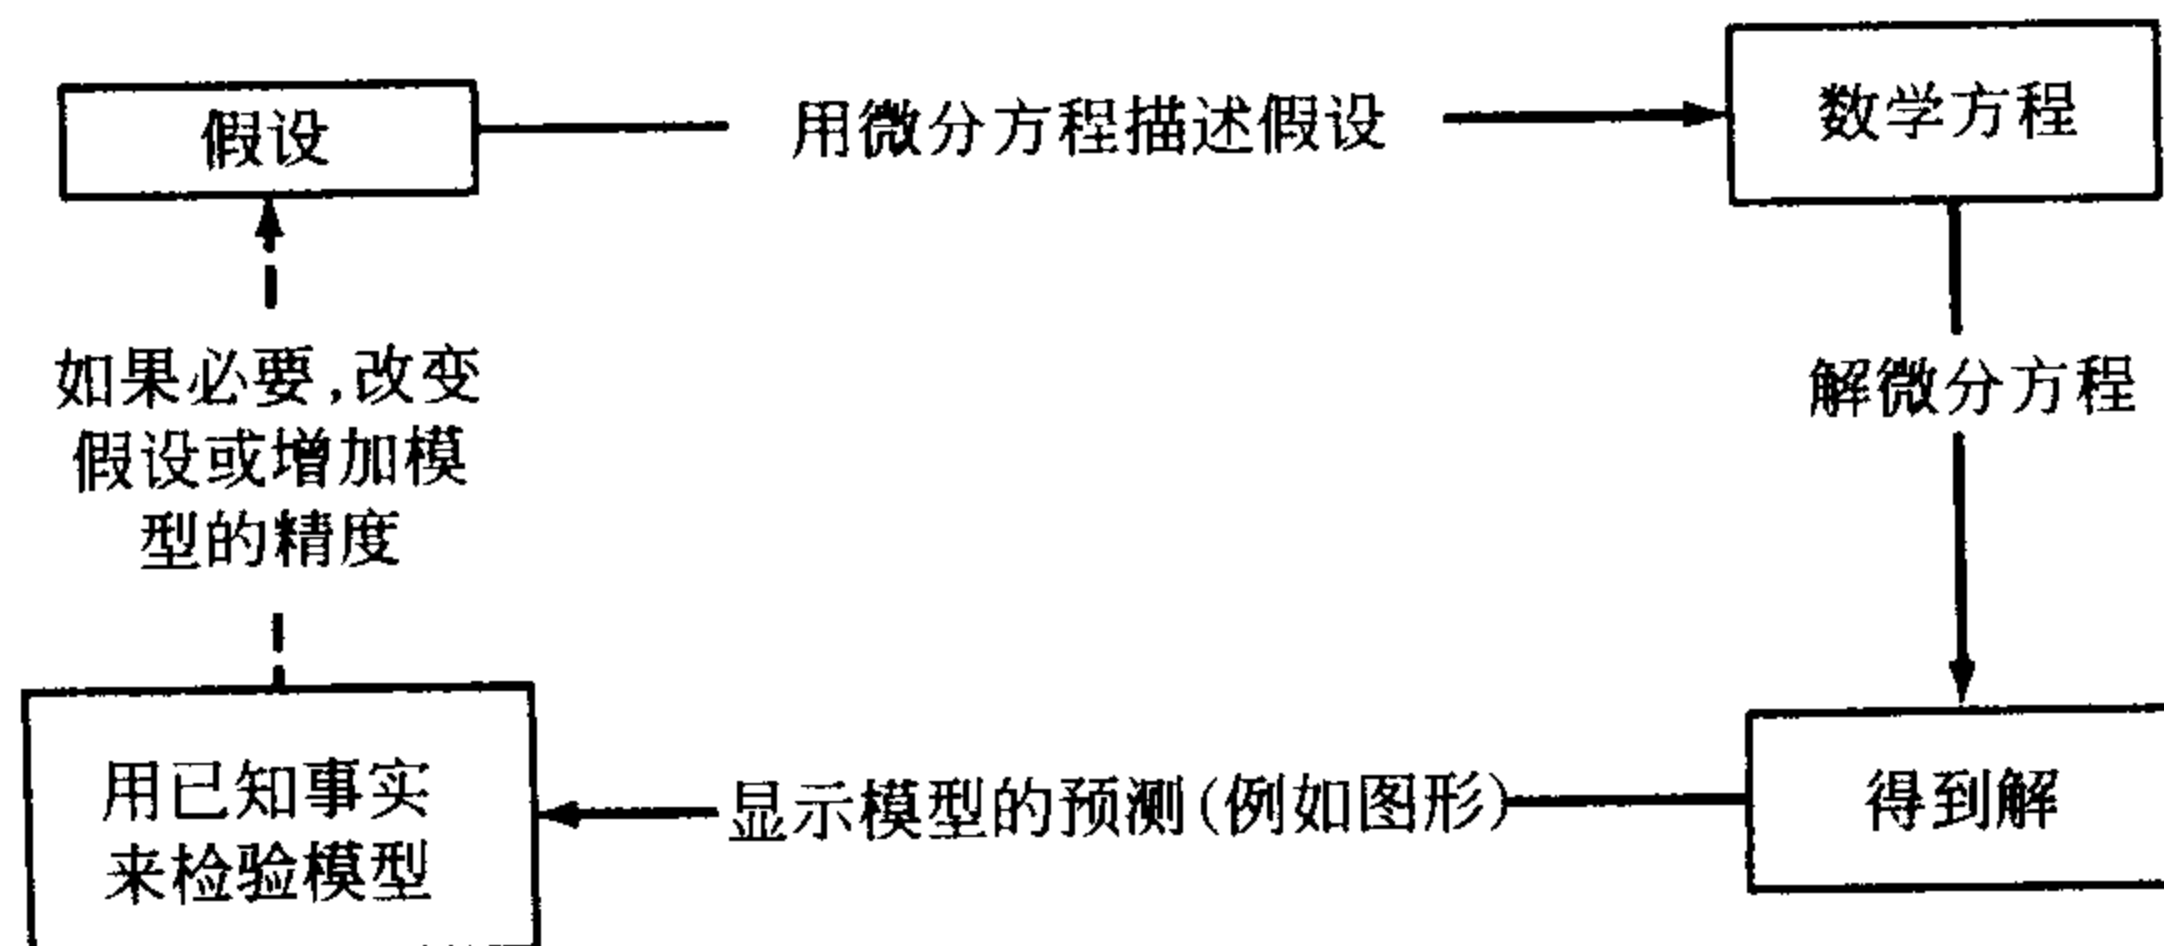 假设
用微分方程描述假设
数学方程
如果必要,改变
假设或增加模
型的精度
解微分方程
用已知事实
来检验模型
显示模型的预测(例如图形)
得到解